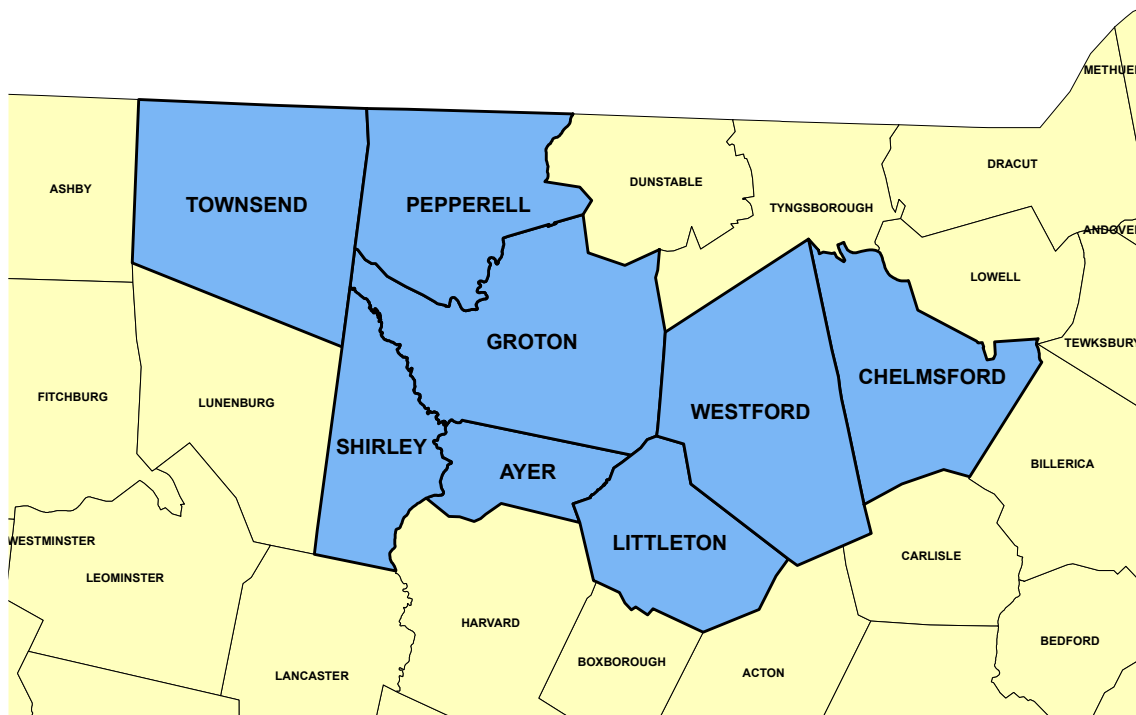 METHUEN
DRACUT
ASHBY
DUNSTABLE
TOWNSEND
PEPPERELL
TYNGSBOROUGH
ANDOVER
LOWELL
GROTON
TEWKSBURY
CHELMSFORD
FITCHBURG
LUNENBURG
WESTFORD
SHIRLEY
AYER
BILLERICA
WESTMINSTER
LITTLETON
CARLISLE
LEOMINSTER
HARVARD
BEDFORD
BOXBOROUGH
ACTON
LANCASTER